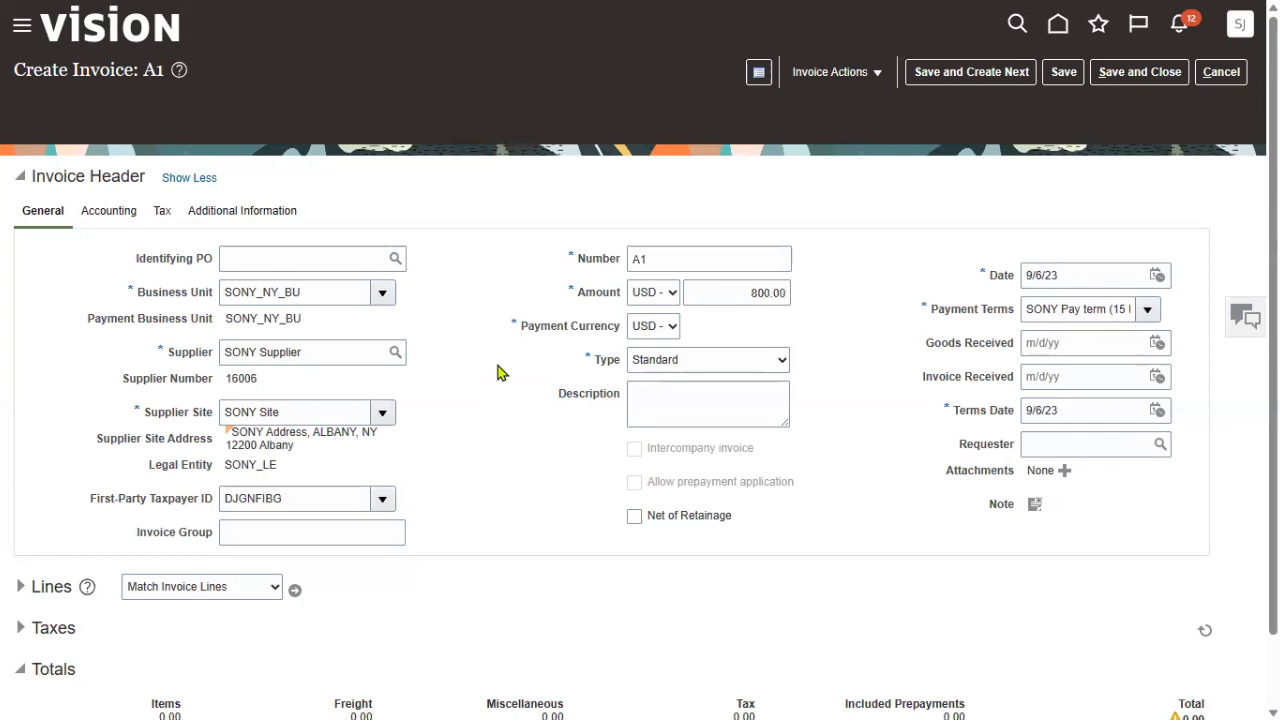 vision
12
SJ
Create Invoice: A1
Invoice Actions
Save and Create Next
Save
Save and Close
Cancel
Invoice Header
Show Less
General
Accounting
Tax
Additional Information
Identifying PO
* Business Unit SONY_NY_BU
Payment Business Unit SONY_NY_BU
* Supplier SONY Supplier
Supplier Number 16006
* Supplier Site SONY Site
Supplier Site Address SONY Address, ALBANY, NY
12200 Albany
Legal Entity SONY_LE
First-Party Taxpayer ID DJGNFIBG
Invoice Group
* Number A1
* Amount USD - 800.00
* Payment Currency USD -
* Type Standard
Description
Intercompany invoice
Allow prepayment application
Net of Retainage
* Date 9/6/23
* Payment Terms SONY Pay term (15
Goods Received m/d/yy
Invoice Received m/d/yy
* Terms Date 9/6/23
Requester
Attachments None
Note
Lines Match Invoice Lines
Taxes
Totals
Items Freight Miscellaneous Tax Included Prepayments Total
0.00 0.00 0.00 0.00 0.00 0.00